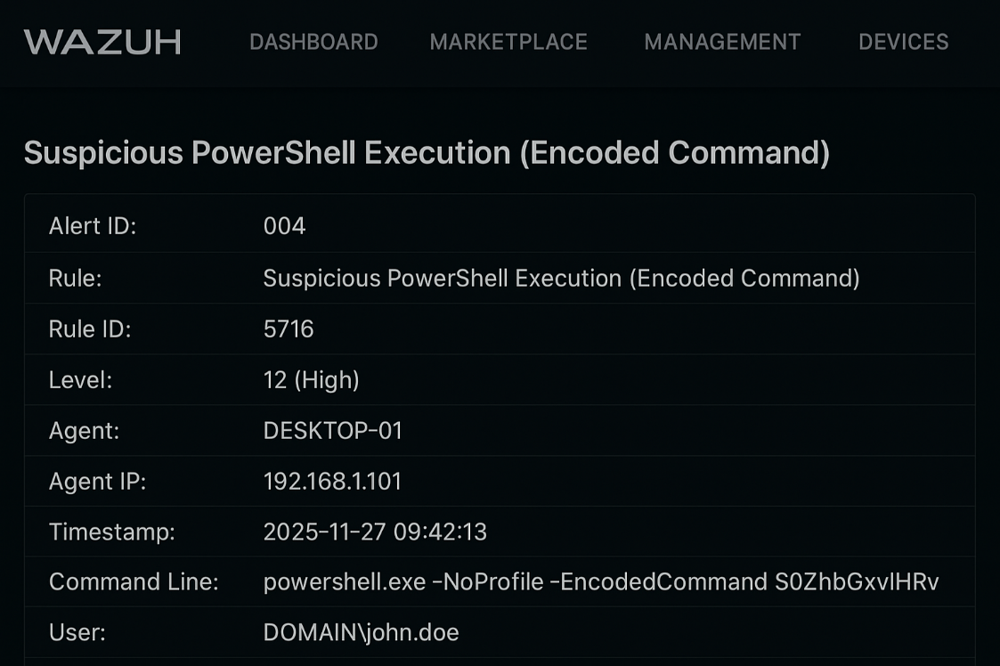 WAZUH DASHBOARD MARKETPLACE MANAGEMENT DEVICES
Suspicious PowerShell Execution (Encoded Command)
Alert ID: 004
Rule: Suspicious PowerShell Execution (Encoded Command)
Rule ID: 5716
Level: 12 (High)
Agent: DESKTOP-01
Agent IP: 192.168.1.101
Timestamp: 2025-11-27 09:42:13
Command Line: powershell.exe -NoProfile -EncodedCommand S0ZhbGxvIHRv
User: DOMAIN\john.doe